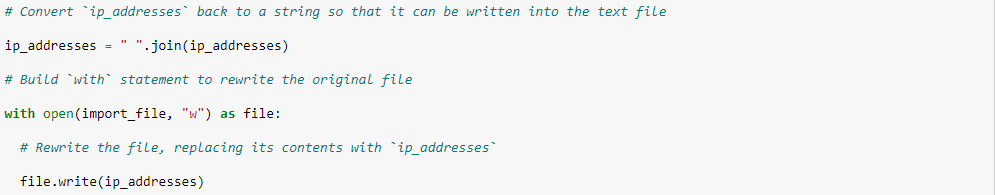 # Convert `ip_addresses` back to a string so that it can be written into the text file
ip_addresses = " ".join(ip_addresses)
# Build `with` statement to rewrite the original file
with open(import_file, "w") as file:
# Rewrite the file, replacing its contents with `ip_addresses`
file.write(ip_addresses)